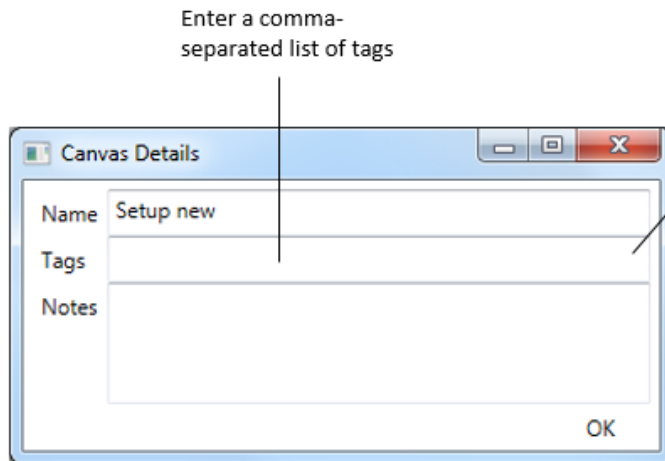 Enter a comma-
separated list of tags
Canvas Details
Name Setup new
Tags
Notes
OK